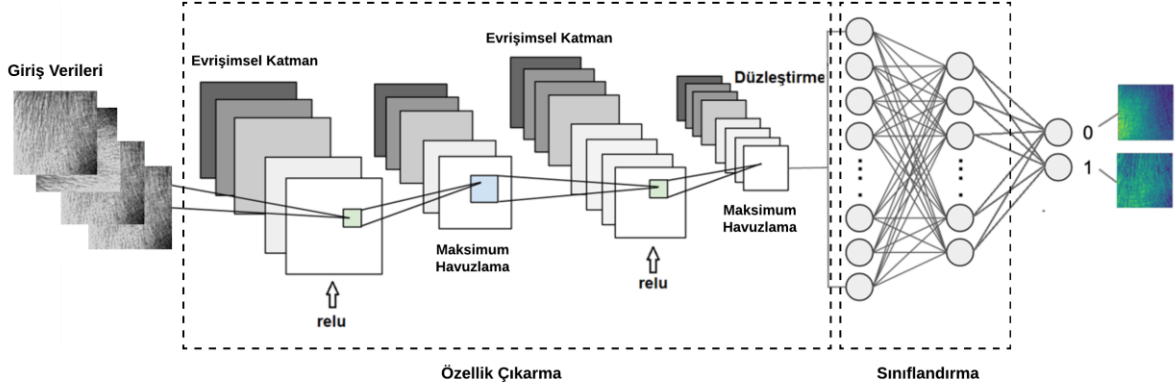 Giriş Verileri
Evrişimsel Katman
relu
Maksimum
Havuzlama
Evrişimsel Katman
relu
Düzleştirme
Maksimum
Havuzlama
0
1
Özellik Çıkarma
Sınıflandırma